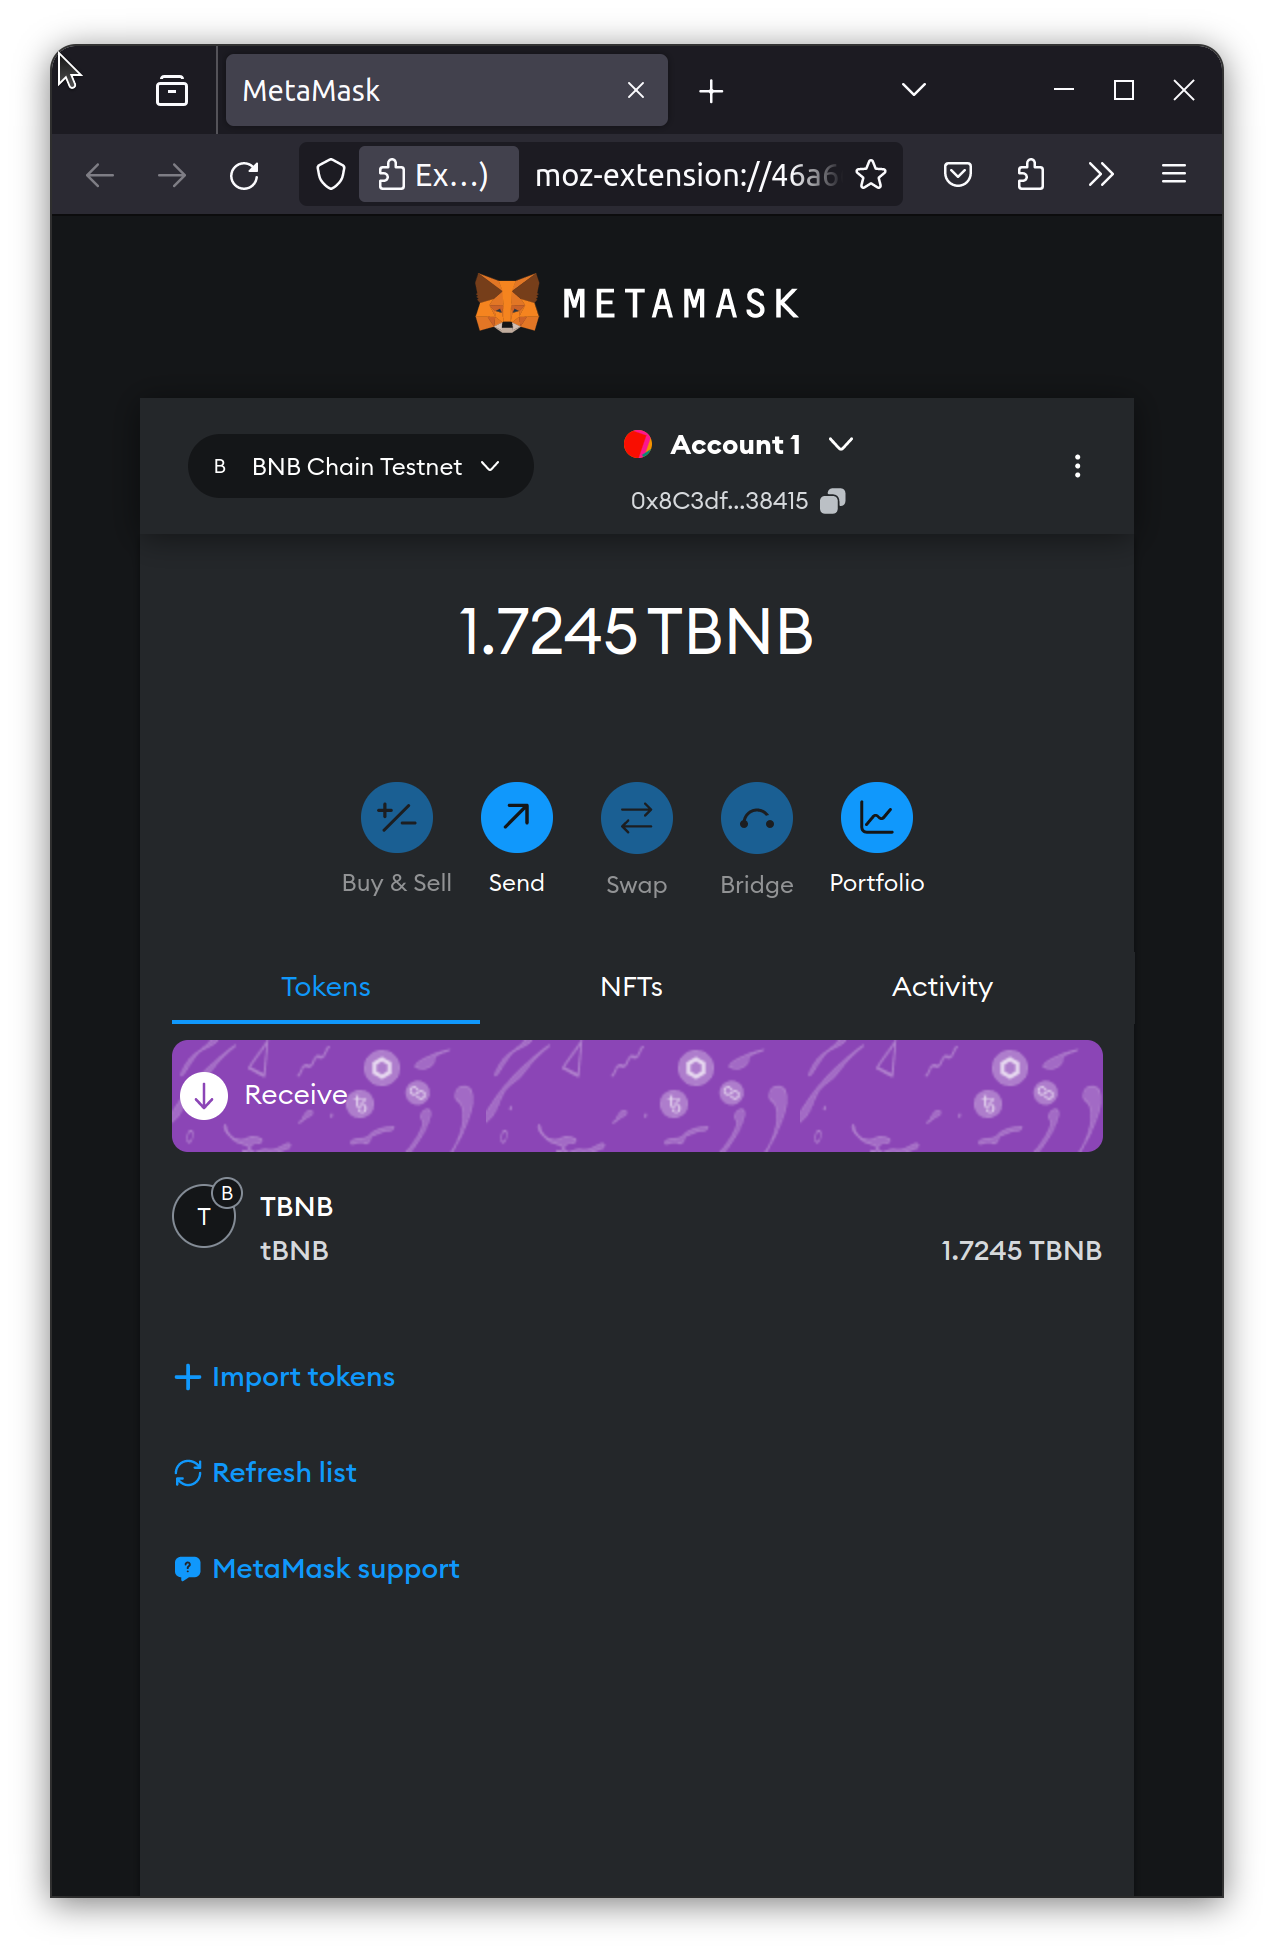 MetaMask
Ex...)
moz-extension://46a6
METAMASK
B BNB Chain Testnet
Account 1
0x8C3df...38415
1.7245 TBNB
Buy & Sell
Send
Swap
Bridge
Portfolio
Tokens
NFTs
Activity
Receive
T
B
TBNB
tBNB
1.7245 TBNB
Import tokens
Refresh list
MetaMask support